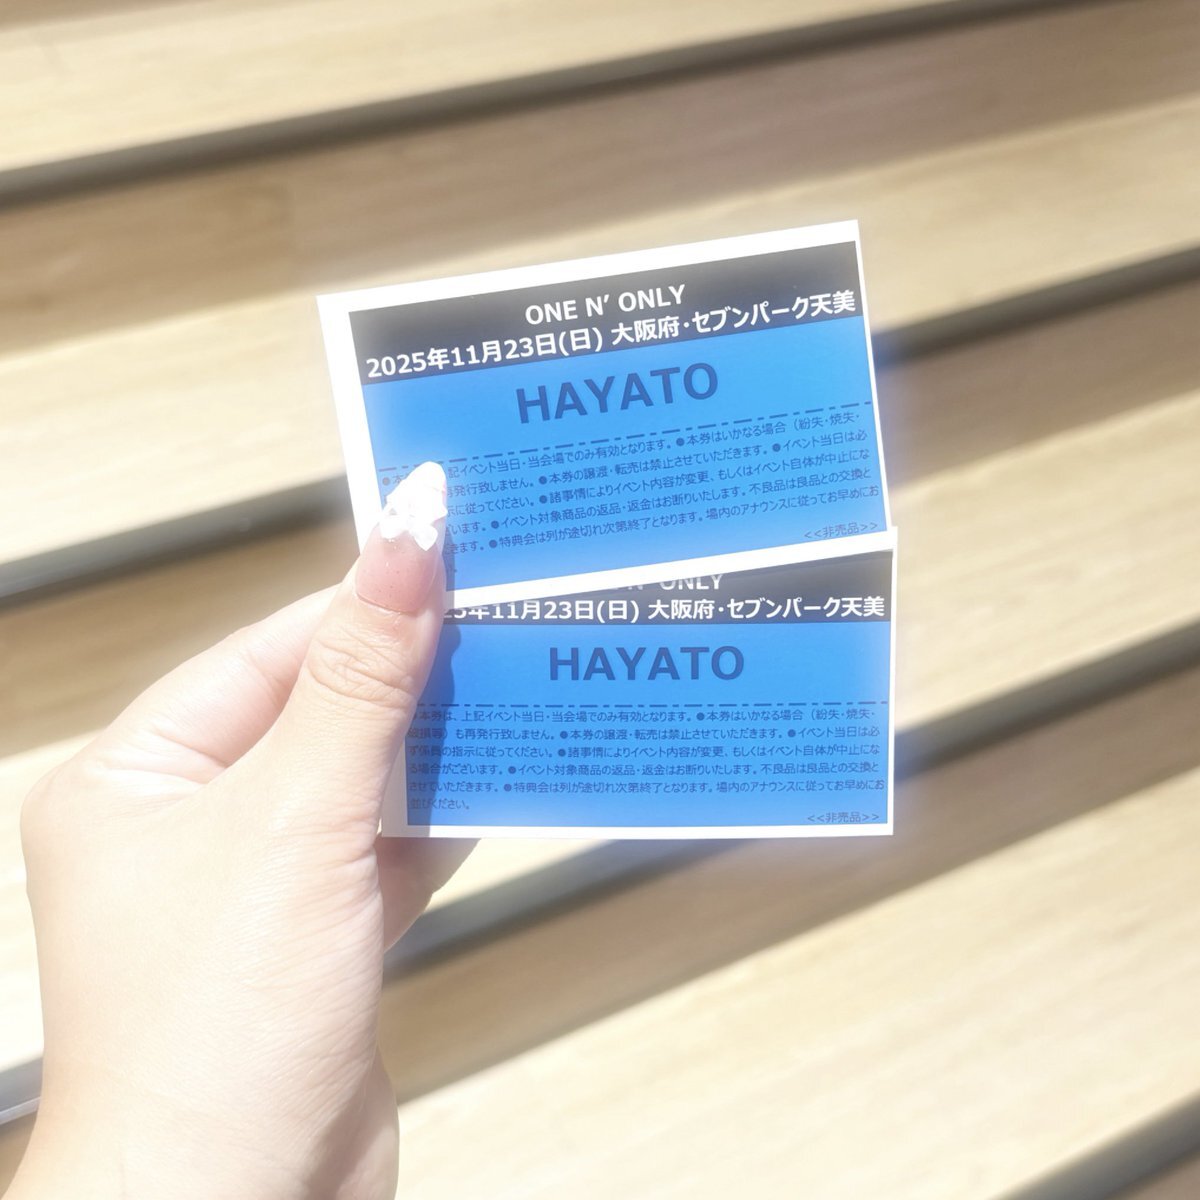 ONE N' ONLY
2025年11月23日(日) 大阪府・セブンパーク天美
HAYATO
●本 記イベント当日・当会場でのみ有効となります。●本券はいかなる場合（紛失・焼失・
再発行致しません。●本券の譲渡・転売は禁止させていただきます。●イベント当日は必
示に従ってください。●諸事情によりイベント内容が変更、もしくはイベント自体が中止にな
ざいます。●イベント対象商品の返品・返金はお断りいたします。不良品は良品との交換と
きます。●特典会は列が途切れ次第終了となります。場内のアナウンスに従ってお早めにお
<<非売品>>
N' ONLY
25年11月23日(日) 大阪府・セブンパーク天美
HAYATO
●本券は、上記イベント当日・当会場でのみ有効となります。●本券はいかなる場合（紛失・焼失・
破損等）も再発行致しません。●本券の譲渡・転売は禁止させていただきます。●イベント当日は必
ず係員の指示に従ってください。●諸事情によりイベント内容が変更、もしくはイベント自体が中止にな
る場合がございます。●イベント対象商品の返品・返金はお断りいたします。不良品は良品との交換と
させていただきます。●特典会は列が途切れ次第終了となります。場内のアナウンスに従ってお早めにお
並びください。
<<非売品>>